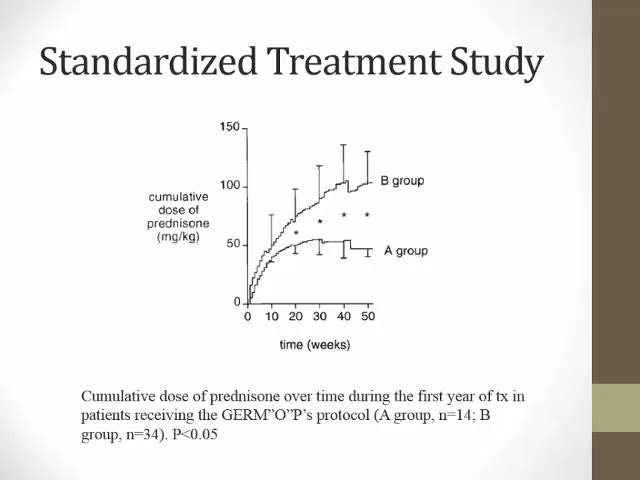 Standardized Treatment Study
150
100
50
0
cumulative
dose of
prednisone
(mg/kg)
B group
* * * *
A group
0 10 20 30 40 50
time (weeks)
Cumulative dose of prednisone over time during the first year of tx in
patients receiving the GERM”O”P’s protocol (A group, n=14; B
group, n=34). P<0.05